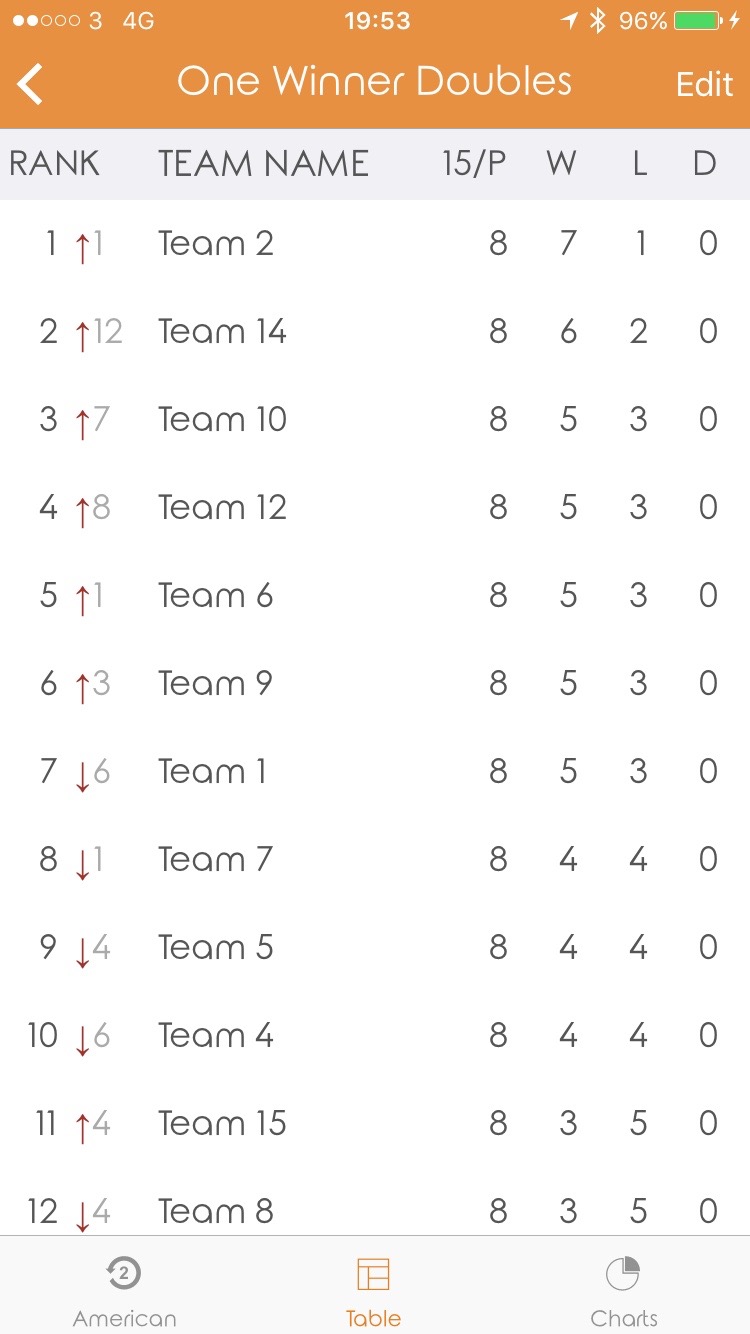 3 4G 19:53 96%
One Winner Doubles Edit
RANK TEAM NAME 15/P W L D
1 ↑1 Team 2 8 7 1 0
2 ↑12 Team 14 8 6 2 0
3 ↑7 Team 10 8 5 3 0
4 ↑8 Team 12 8 5 3 0
5 ↑1 Team 6 8 5 3 0
6 ↑3 Team 9 8 5 3 0
7 ↓6 Team 1 8 5 3 0
8 ↓1 Team 7 8 4 4 0
9 ↓4 Team 5 8 4 4 0
10 ↓6 Team 4 8 4 4 0
11 ↑4 Team 15 8 3 5 0
12 ↓4 Team 8 8 3 5 0
2
American Table Charts